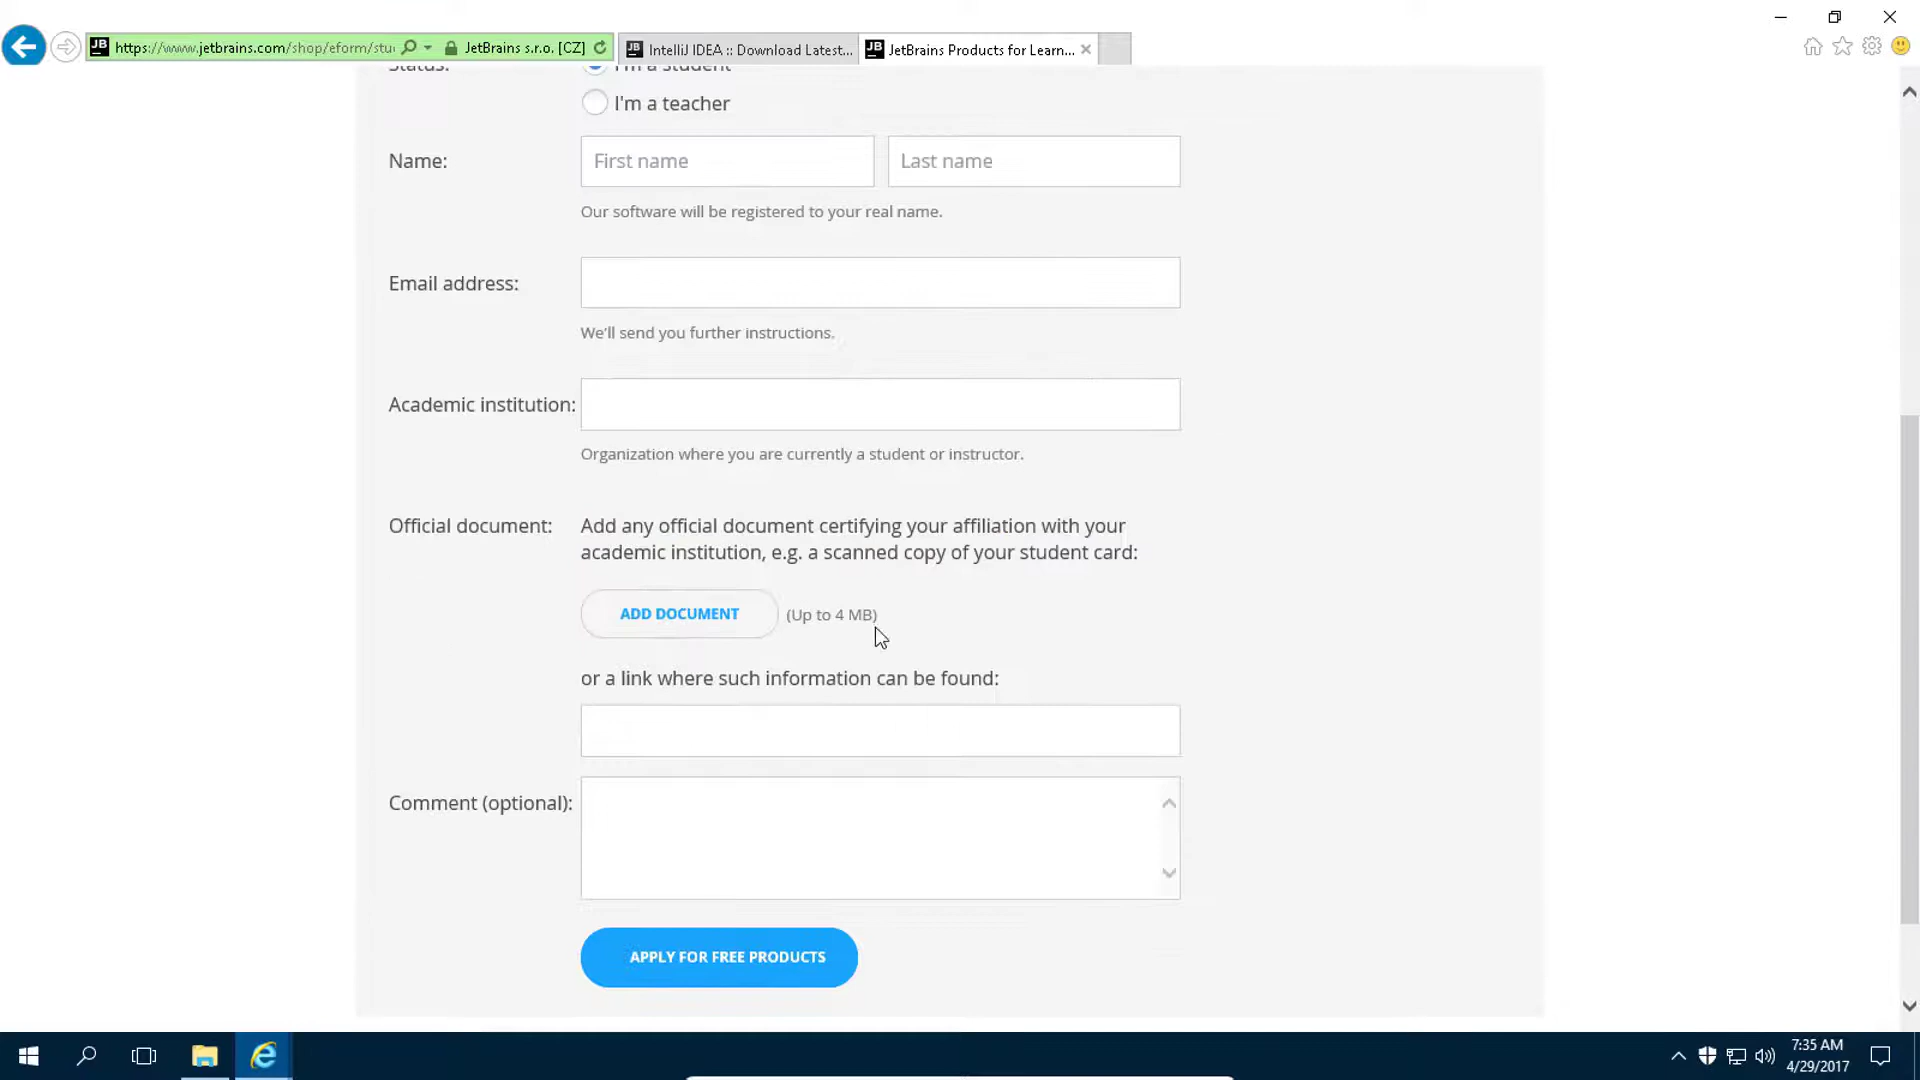 https://www.jetbrains.com/shop/eform/stu
JetBrains s.r.o. [CZ]
IntelliJ IDEA :: Download Latest...
JetBrains Products for Learn...
Status:
I'm a student
I'm a teacher
Name:
First name
Last name
Our software will be registered to your real name.
Email address:
We'll send you further instructions.
Academic institution:
Organization where you are currently a student or instructor.
Official document:
Add any official document certifying your affiliation with your
academic institution, e.g. a scanned copy of your student card:
ADD DOCUMENT
(Up to 4 MB)
or a link where such information can be found:
Comment (optional):
APPLY FOR FREE PRODUCTS
7:35 AM
4/29/2017